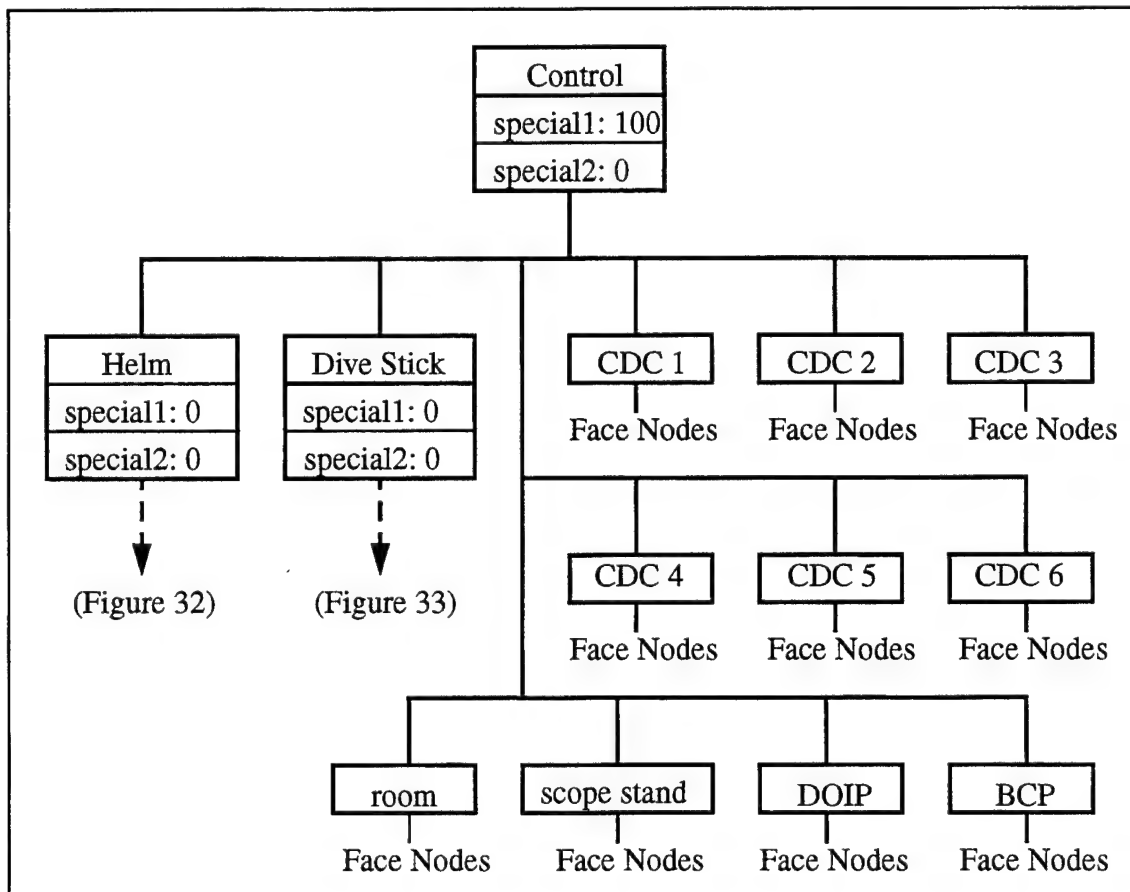 Control
special1: 100
special2: 0
Helm
special1: 0
special2: 0
(Figure 32)
Dive Stick
special1: 0
special2: 0
(Figure 33)
CDC 1
CDC 2
CDC 3
Face Nodes
Face Nodes
Face Nodes
CDC 4
CDC 5
CDC 6
Face Nodes
Face Nodes
Face Nodes
room
scope stand
DOIP
BCP
Face Nodes
Face Nodes
Face Nodes
Face Nodes